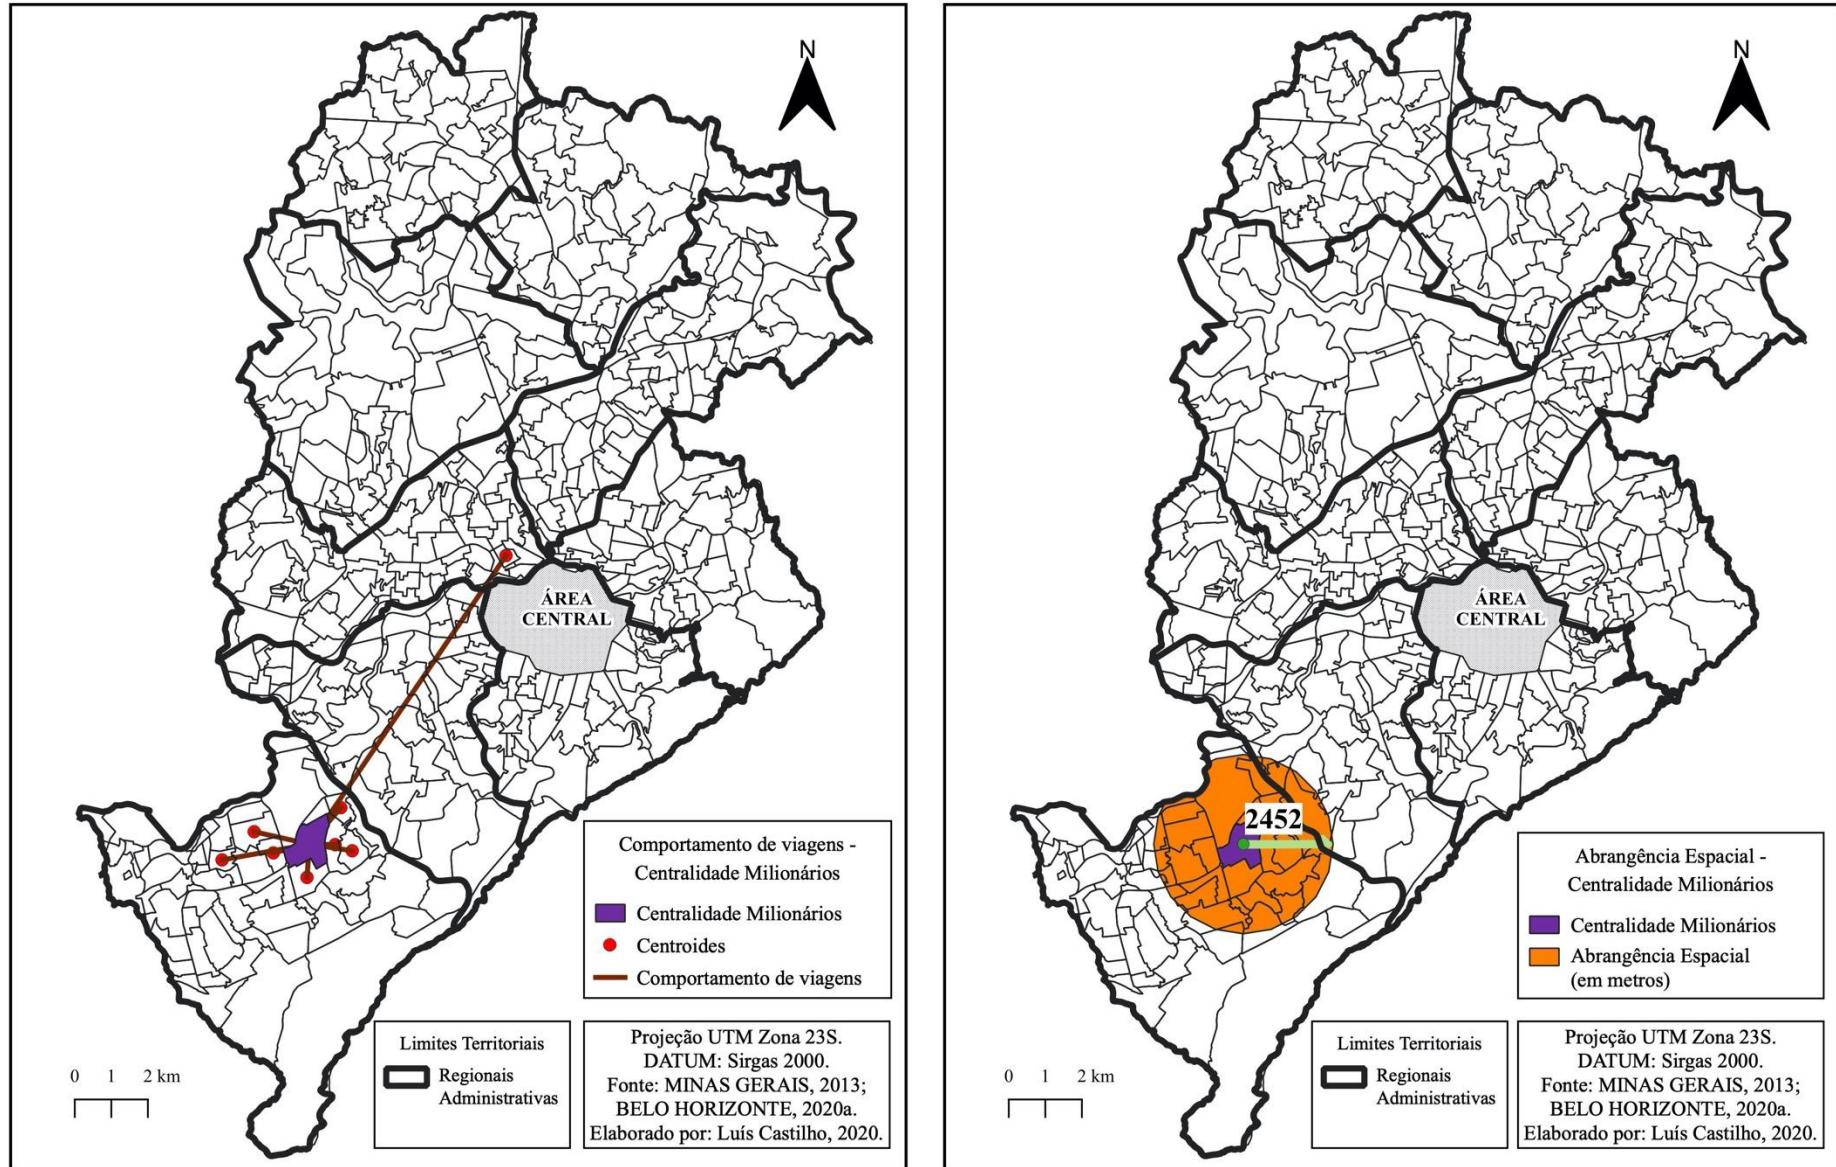 N
ÁREA
CENTRAL
Comportamento de viagens -
Centralidade Milionários
Centralidade Milionários
Centroides
Comportamento de viagens
Limites Territoriais
Regionais
Administrativas
0 1 2 km
Projeção UTM Zona 23S.
DATUM: Sirgas 2000.
Fonte: MINAS GERAIS, 2013;
BELO HORIZONTE, 2020a.
Elaborado por: Luís Castilho, 2020.
N
ÁREA
CENTRAL
2452
Abrangência Espacial -
Centralidade Milionários
Centralidade Milionários
Abrangência Espacial
(em metros)
Limites Territoriais
Regionais
Administrativas
0 1 2 km
Projeção UTM Zona 23S.
DATUM: Sirgas 2000.
Fonte: MINAS GERAIS, 2013;
BELO HORIZONTE, 2020a.
Elaborado por: Luís Castilho, 2020.